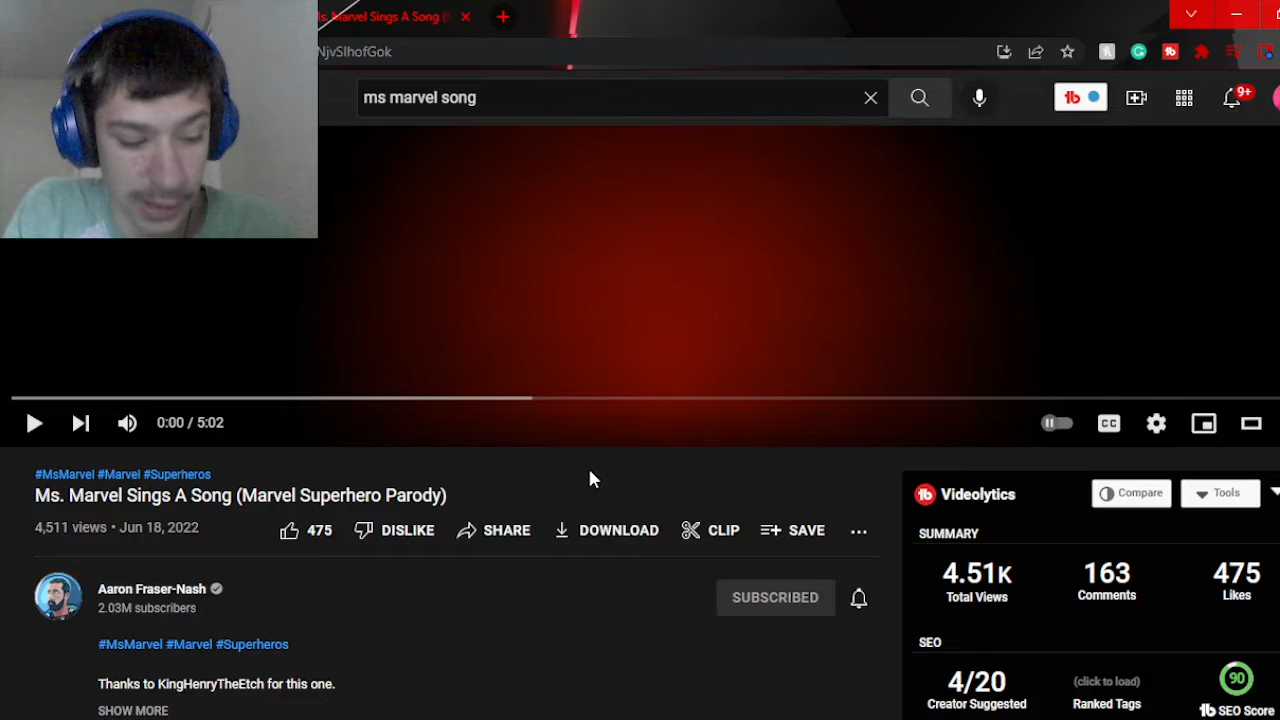 s. Marvel Sings A Song (
NjvSlhofGok
ms marvel song
9+
0:00 / 5:02
CC
#MsMarvel #Marvel #Superheros
Ms. Marvel Sings A Song (Marvel Superhero Parody)
4,511 views • Jun 18, 2022
475 DISLIKE SHARE DOWNLOAD CLIP SAVE
Aaron Fraser-Nash
2.03M subscribers
SUBSCRIBED
#MsMarvel #Marvel #Superheros
Thanks to KingHenryTheEtch for this one.
SHOW MORE
Videolytics Compare Tools
SUMMARY
4.51K 163 475
Total Views Comments Likes
SEO
4/20 (click to load) 90
Creator Suggested Ranked Tags SEO Score